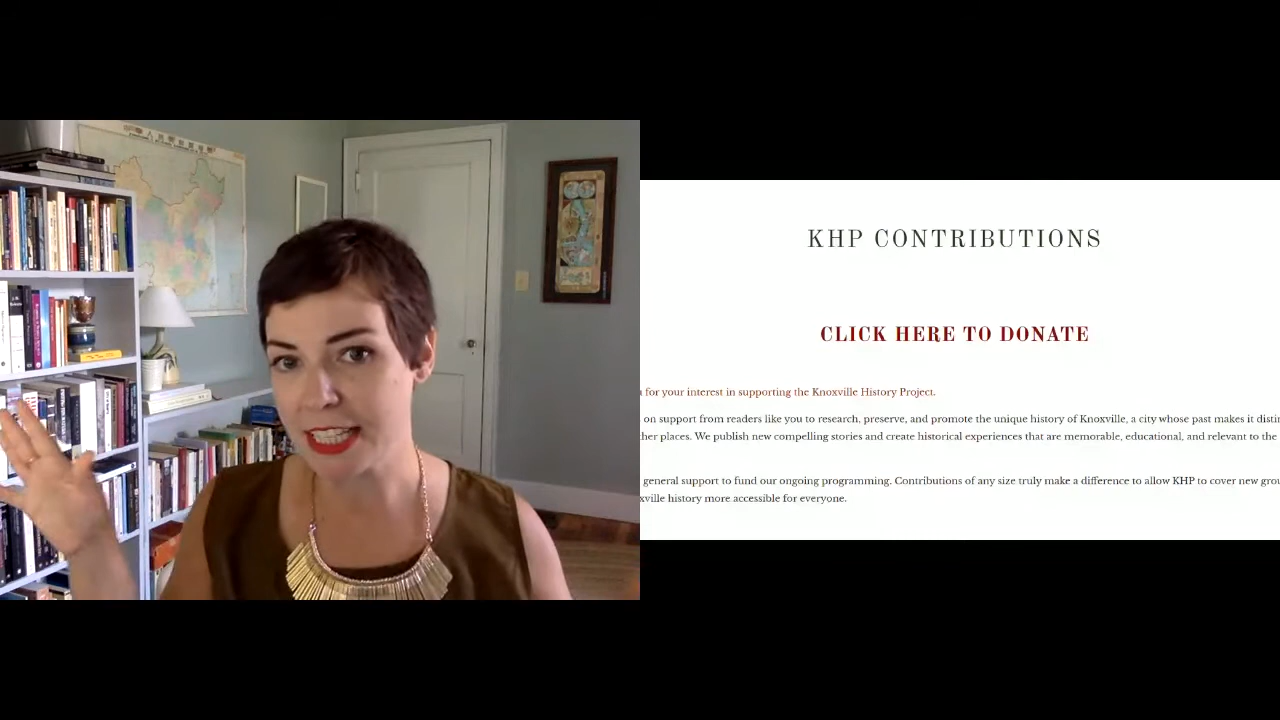 KHP CONTRIBUTIONS
CLICK HERE TO DONATE
for your interest in supporting the Knoxville History Project.
on support from readers like you to research, preserve, and promote the unique history of Knoxville, a city whose past makes it
places. We publish new compelling stories and create historical experiences that are memorable, educational, and relevant to the
general support to fund our ongoing programming. Contributions of any size truly make a difference to allow KHP to cover new
history more accessible for everyone.